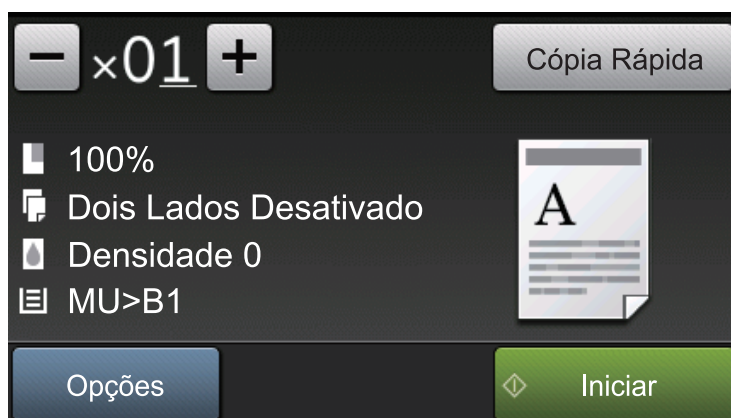 ×01
Cópia Rápida
100%
Dois Lados Desativado
Densidade 0
MU>B1
A
Opções
Iniciar